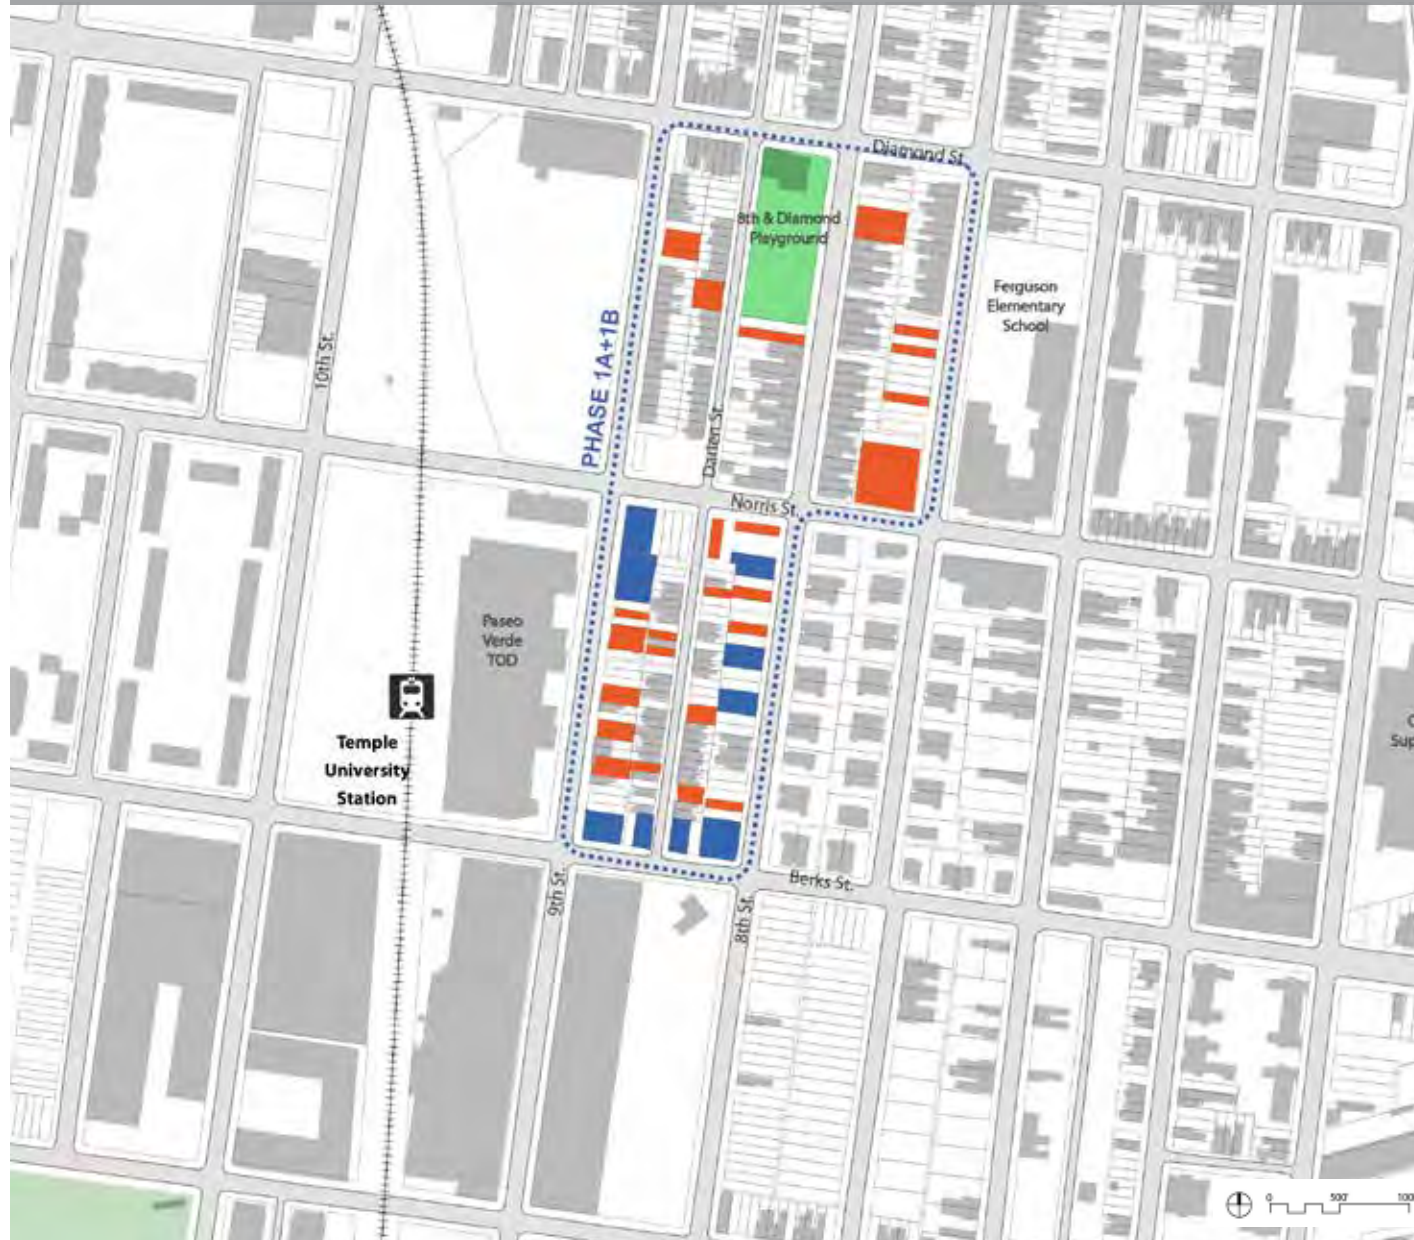 Diamond St.
8th & Diamond
Playground
Ferguson
Elementary
School
10th St.
PHASE 1A+1B
Darien St.
Norris St.
Paseo
Verde
TOD
Temple
University
Station
Berks St.
9th St.
8th St.
0 500'